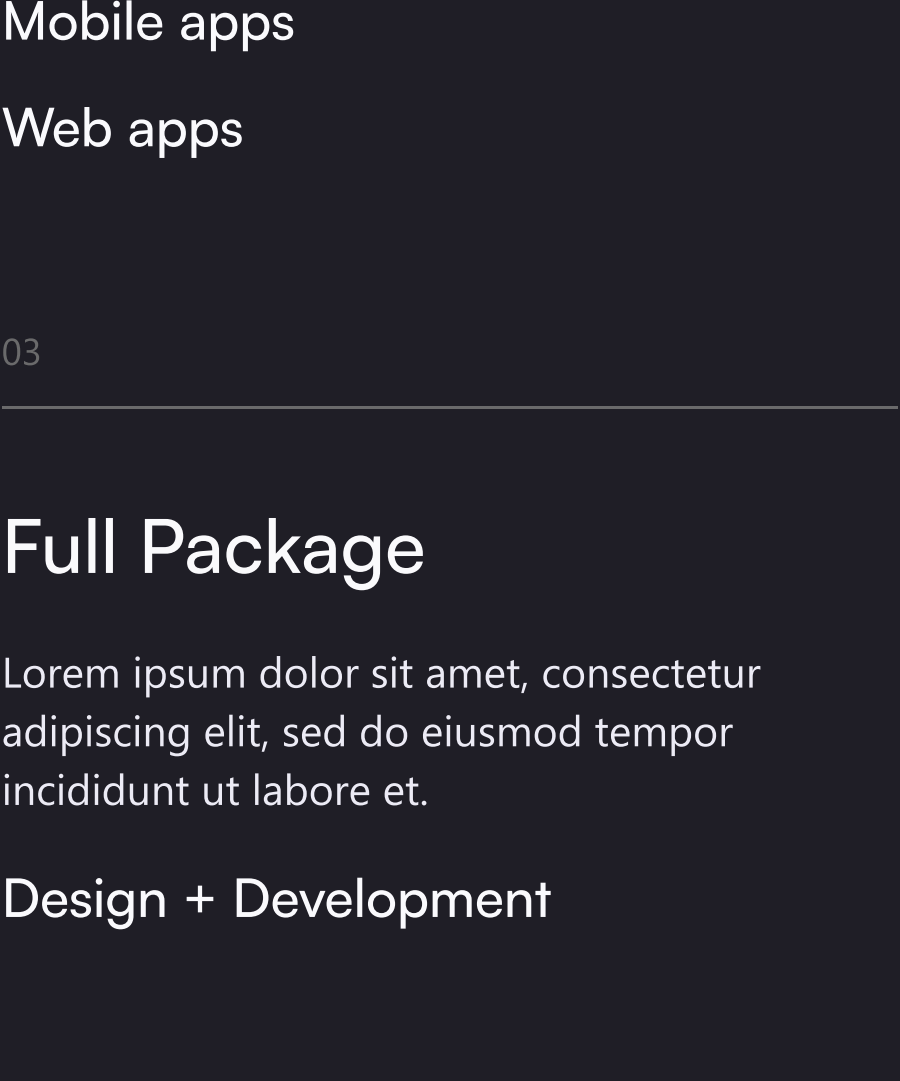 Mobile apps
Web apps
03
Full Package
Lorem ipsum dolor sit amet, consectetur
adipiscing elit, sed do eiusmod tempor
incididunt ut labore et.
Design + Development